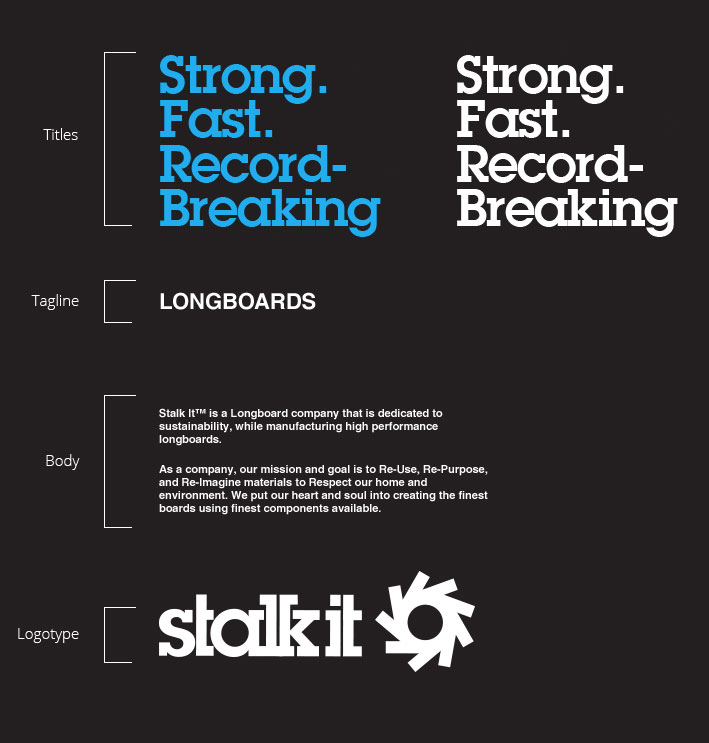 Titles
Strong.
Fast.
Record-
Breaking
Strong.
Fast.
Record-
Breaking
Tagline
LONGBOARDS
Body
Stalk It™ is a Longboard company that is dedicated to
sustainability, while manufacturing high performance
longboards.
As a company, our mission and goal is to Re-Use, Re-Purpose,
and Re-Imagine materials to Respect our home and
environment. We put our heart and soul into creating the finest
boards using finest components available.
Logotype
stalk it